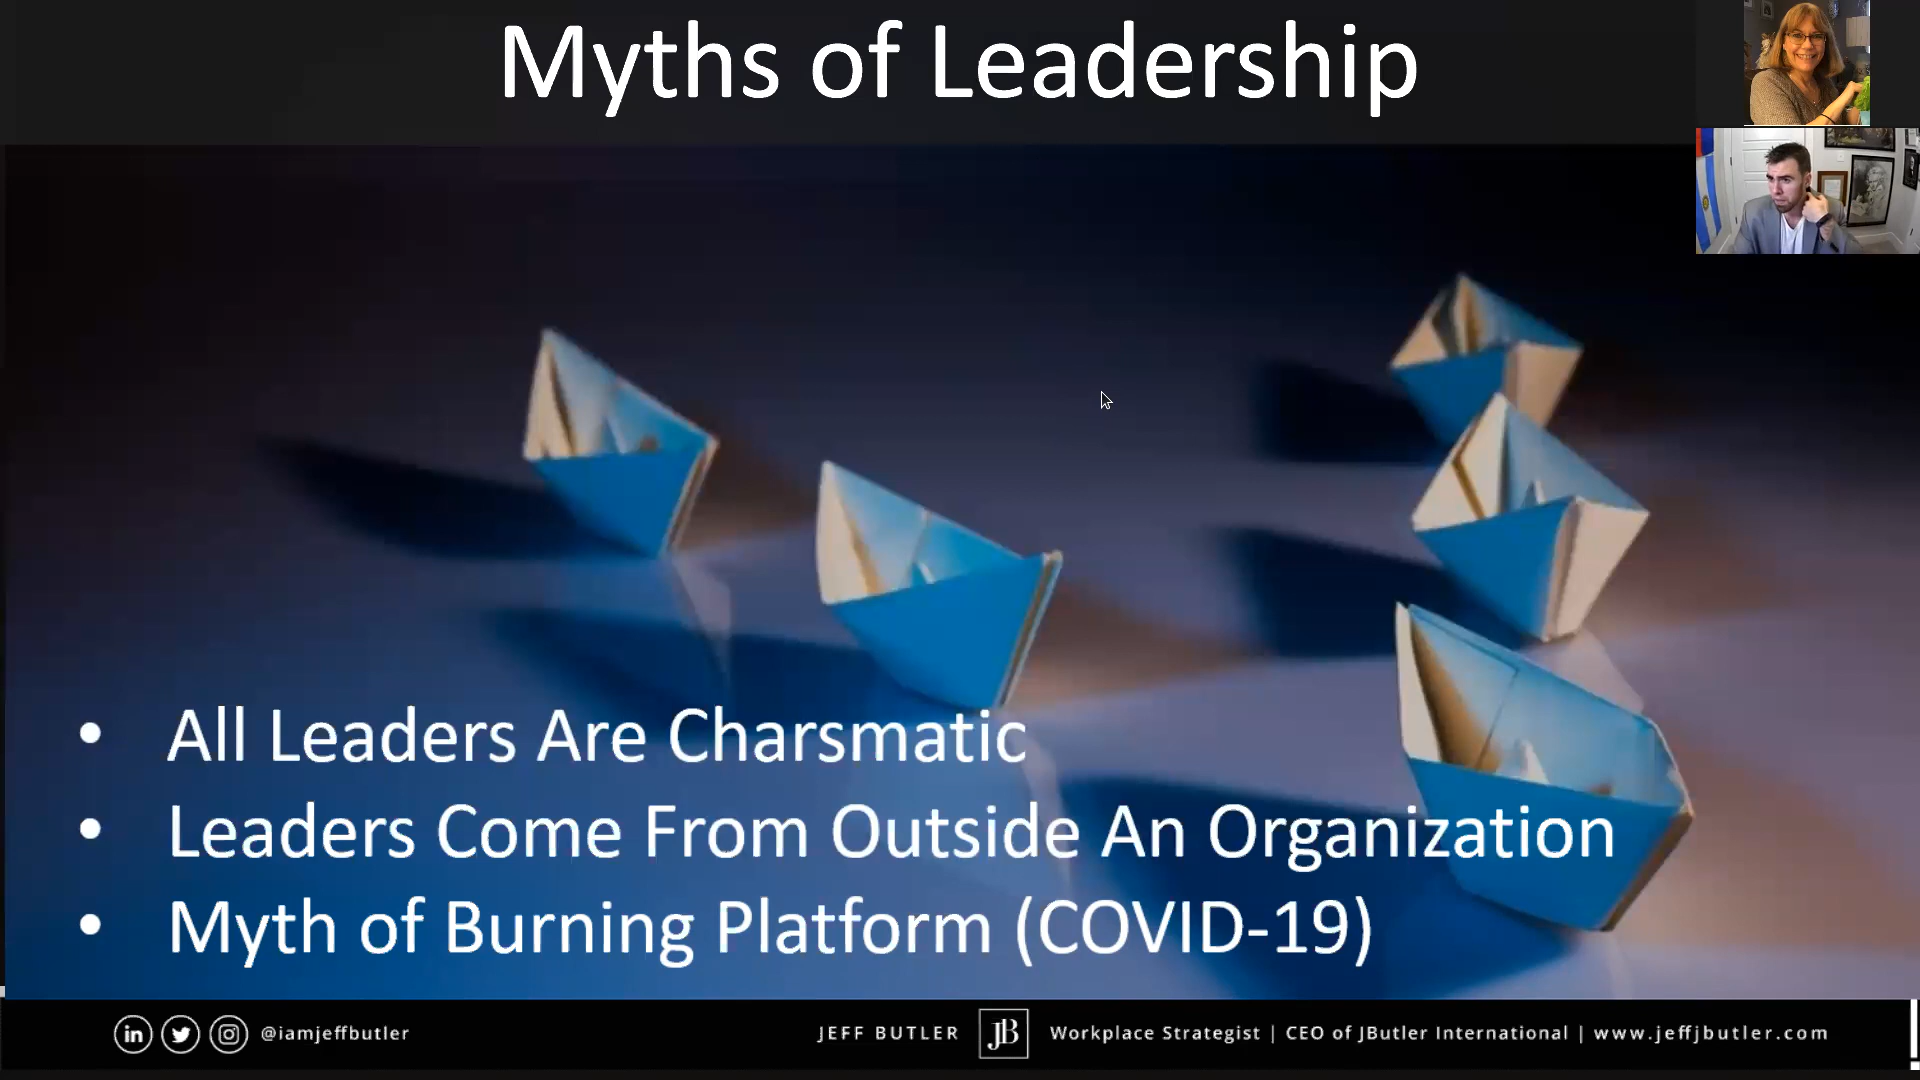 Myths of Leadership
• All Leaders Are Charsmatic
• Leaders Come From Outside An Organization
• Myth of Burning Platform (COVID-19)
in @iamjeffbutler JEFF BUTLER JB Workplace Strategist | CEO of JButler International | www.jeffjbutler.com